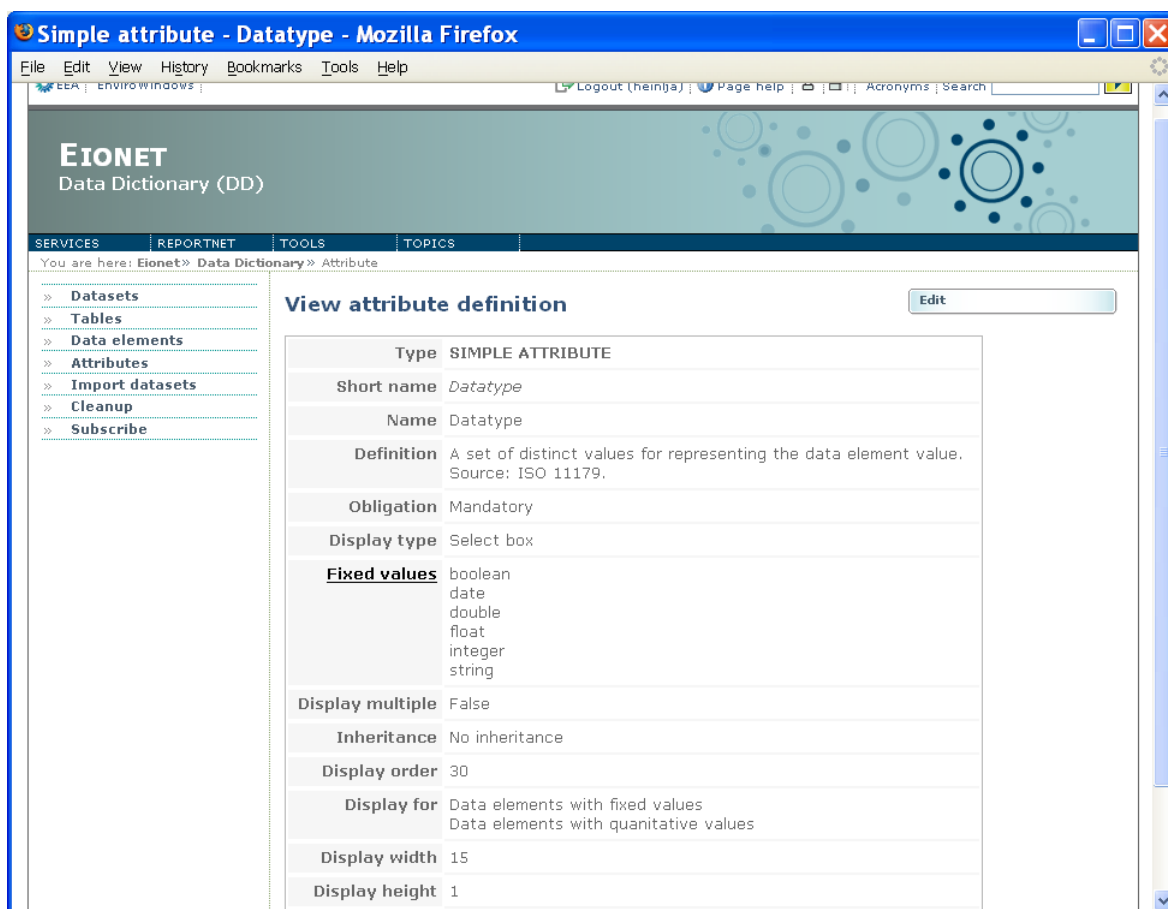 Simple attribute - Datatype - Mozilla Firefox
File Edit View History Bookmarks Tools Help
EEA EnviroWindows Logout (heinlja) Page help Acronyms Search
EIONET
Data Dictionary (DD)
SERVICES REPORTNET TOOLS TOPICS
You are here: Eionet» Data Dictionary» Attribute
» Datasets
» Tables
» Data elements
» Attributes
» Import datasets
» Cleanup
» Subscribe
View attribute definition
Edit
Type SIMPLE ATTRIBUTE
Short name Datatype
Name Datatype
Definition A set of distinct values for representing the data element value.
Source: ISO 11179.
Obligation Mandatory
Display type Select box
Fixed values boolean
date
double
float
integer
string
Display multiple False
Inheritance No inheritance
Display order 30
Display for Data elements with fixed values
Data elements with quanitative values
Display width 15
Display height 1